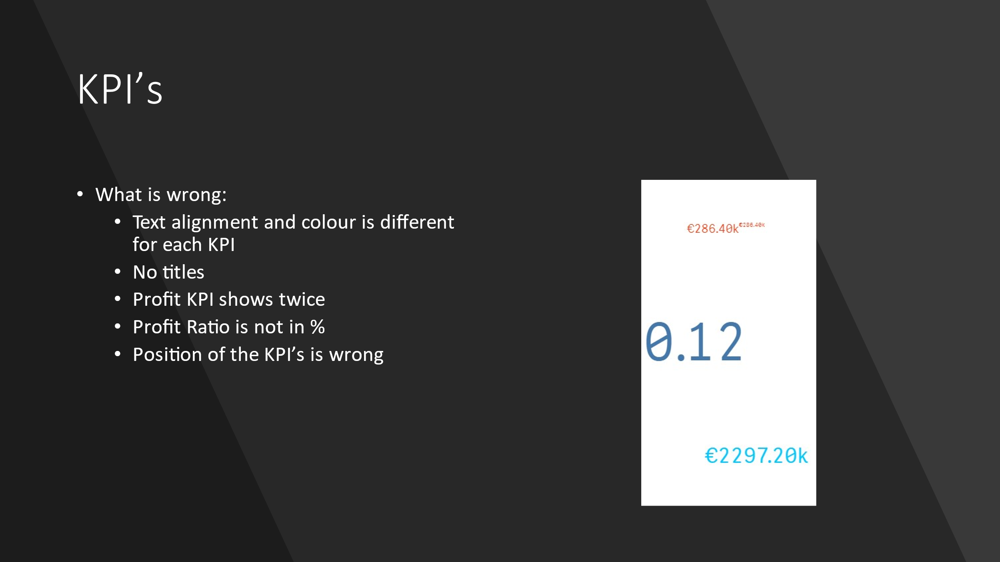 KPI’s
• What is wrong:
• Text alignment and colour is different
for each KPI
• No titles
• Profit KPI shows twice
• Profit Ratio is not in %
• Position of the KPI’s is wrong
€286.40k €286.40k
0.12
€2297.20k